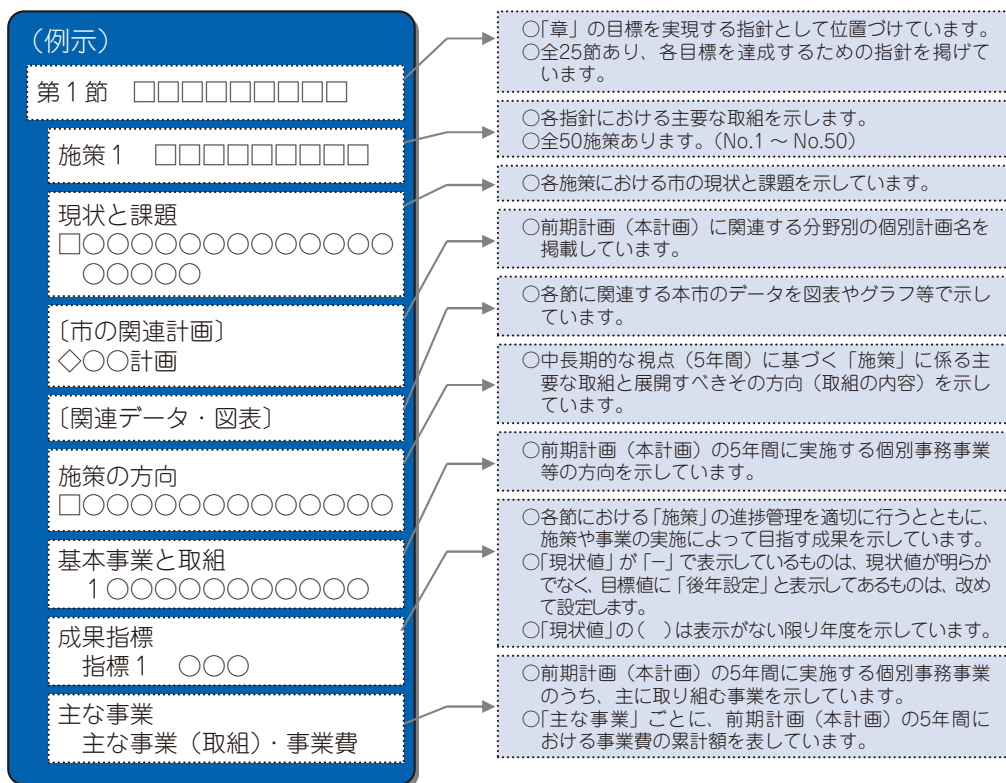 (例示)
第1節 □□□□□□□□□
施策1 □□□□□□□□□
現状と課題
□○○○○○○○○○○○○○
○○○○○
〔市の関連計画〕
◇○○計画
〔関連データ・図表〕
施策の方向
□○○○○○○○○○○○○○
基本事業と取組
1○○○○○○○○○○○
成果指標
指標1 ○○○
主な事業
主な事業(取組)・事業費
○「章」の目標を実現する指針として位置づけています。
○全25節あり、各目標を達成するための指針を掲げて
います。
○各指針における主要な取組を示します。
○全50施策あります。(No.1 ~ No.50)
○各施策における市の現状と課題を示しています。
○前期計画(本計画)に関連する分野別の個別計画名を
掲載しています。
○各節に関連する本市のデータを図表やグラフ等で示し
ています。
○中長期的な視点(5年間)に基づく「施策」に係る主
要な取組と展開すべきその方向(取組の内容)を示し
ています。
○前期計画(本計画)の5年間に実施する個別事務事業
等の方向を示しています。
○各節における「施策」の進捗管理を適切に行うとともに、
施策や事業の実施によって目指す成果を示しています。
○「現状値」が「−」で表示しているものは、現状値が明らか
でなく、目標値に「後年設定」と表示してあるものは、改め
て設定します。
○「現状値」の( )は表示がない限り年度を示しています。
○前期計画(本計画)の5年間に実施する個別事務事業
のうち、主に取り組む事業を示しています。
○「主な事業」ごとに、前期計画(本計画)の5年間に
おける事業費の累計額を表しています。